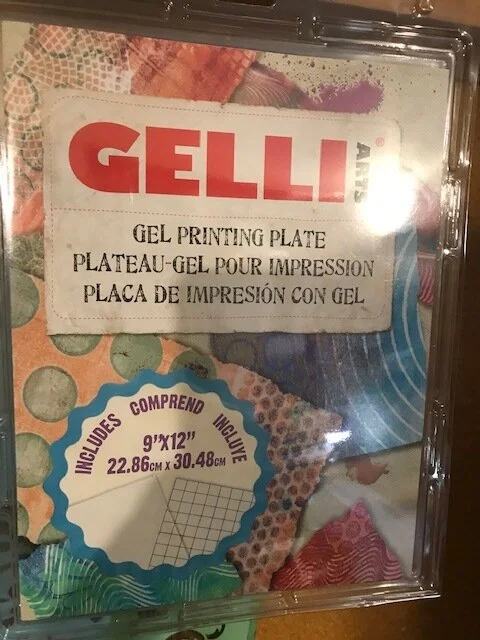 GELLI ARTS®
GEL PRINTING PLATE
PLATEAU-GEL POUR IMPRESSION
PLACA DE IMPRESIÓN CON GEL
INCLUDES COMPREND INCLUYE
9"X12"
22.86CM X 30.48CM